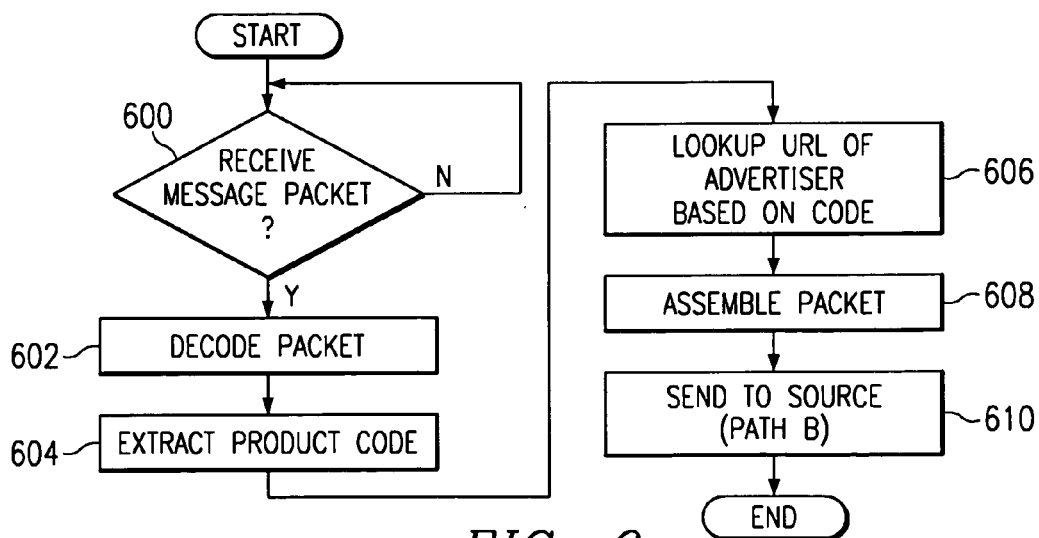 START
600
RECEIVE
MESSAGE PACKET
?
N
Y
602
DECODE PACKET
604
EXTRACT PRODUCT CODE
LOOKUP URL OF
ADVERTISER
BASED ON CODE
606
ASSEMBLE PACKET
608
SEND TO SOURCE
(PATH B)
610
END